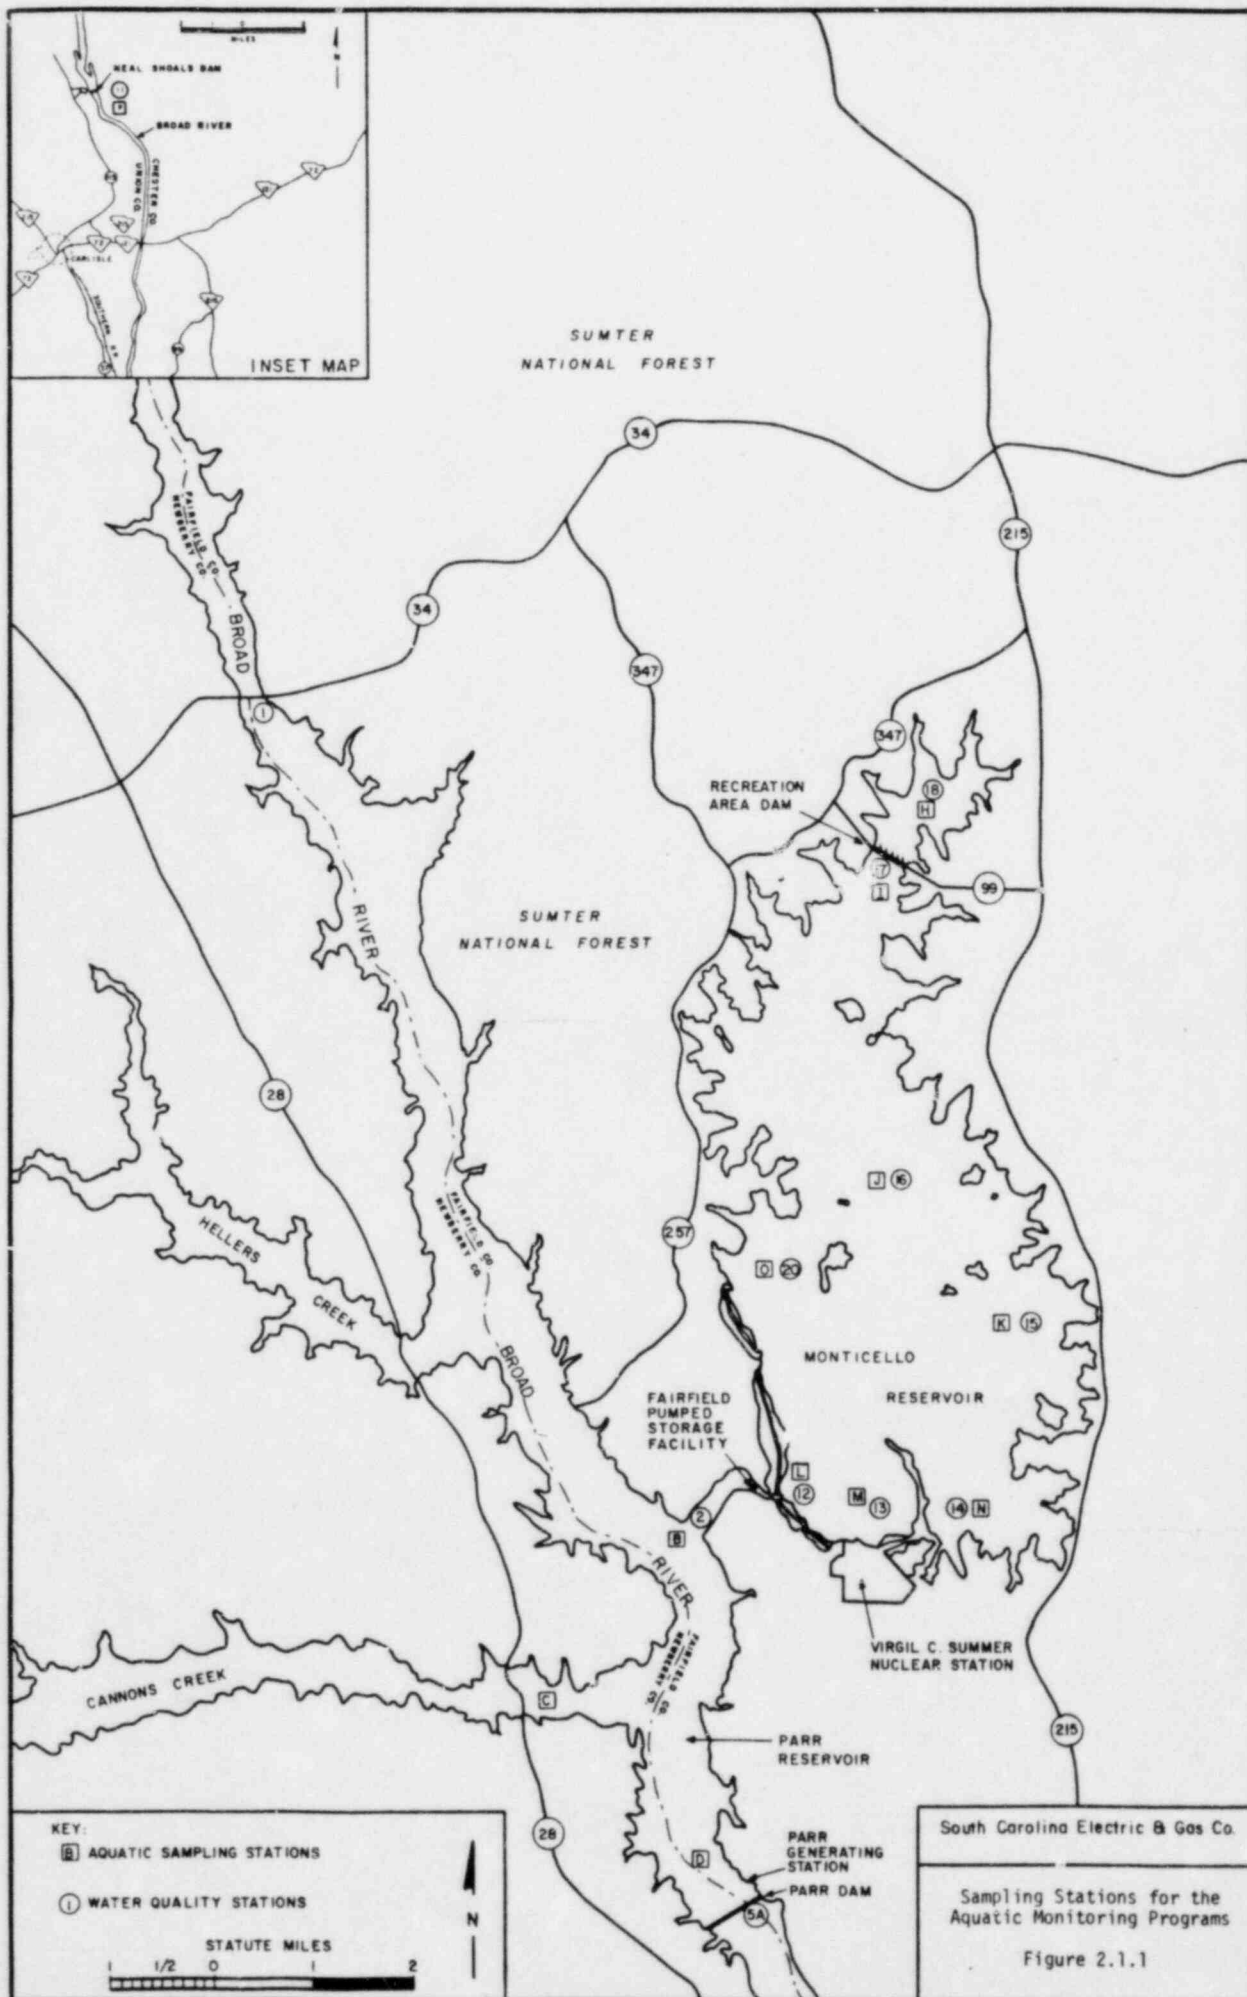 MILES
N
NEAL SHOALS DAM
BROAD RIVER
CHESTER CO
UNION CO.
CARLISLE
SOUTHERN
INSET MAP
SUMTER
NATIONAL FOREST
34
215
FAIRFIELD CO.
NEWBERRY CO.
BROAD
34
347
1
347
RECREATION
AREA DAM
18
H
17
I
99
RIVER
SUMTER
NATIONAL FOREST
28
J 16
HELLERS
CREEK
FAIRFIELD CO
NEWBERRY CO.
257
O 20
K 15
BROAD
MONTICELLO
RESERVOIR
FAIRFIELD
PUMPED
STORAGE
FACILITY
L
12
M
13
14 N
2
B
RIVER
VIRGIL C. SUMMER
NUCLEAR STATION
FAIRFIELD CO.
NEWBERRY CO.
CANNONS CREEK
C
PARR
RESERVOIR
215
28
D
PARR
GENERATING
STATION
PARR DAM
5A
KEY:
B AQUATIC SAMPLING STATIONS
1 WATER QUALITY STATIONS
N
STATUTE MILES
1 1/2 0 1 2
South Carolina Electric & Gas Co.
Sampling Stations for the
Aquatic Monitoring Programs
Figure 2.1.1